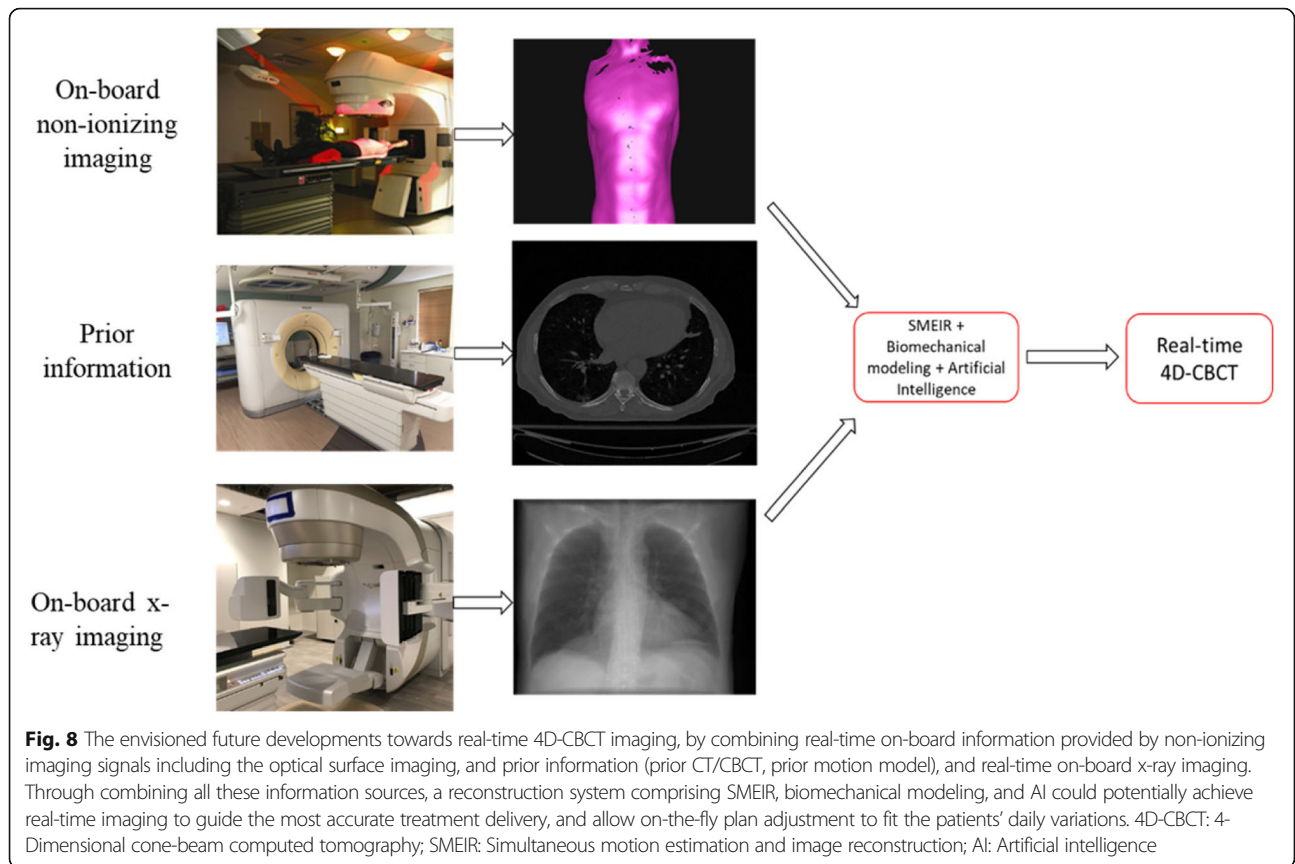 On-board
non-ionizing
imaging
Prior
information
On-board x-
ray imaging
SMEIR +
Biomechanical
modeling + Artificial
Intelligence
Real-time
4D-CBCT
Fig. 8 The envisioned future developments towards real-time 4D-CBCT imaging, by combining real-time on-board information provided by non-ionizing
imaging signals including the optical surface imaging, and prior information (prior CT/CBCT, prior motion model), and real-time on-board x-ray imaging.
Through combining all these information sources, a reconstruction system comprising SMEIR, biomechanical modeling, and AI could potentially achieve
real-time imaging to guide the most accurate treatment delivery, and allow on-the-fly plan adjustment to fit the patients' daily variations. 4D-CBCT: 4-
Dimensional cone-beam computed tomography; SMEIR: Simultaneous motion estimation and image reconstruction; AI: Artificial intelligence